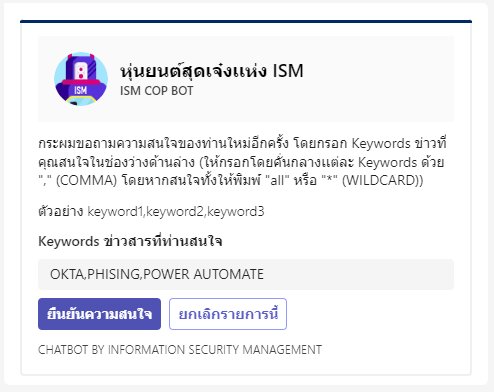 ISM
หุ่นยนต์สุดเจ๋งแห่ง ISM
ISM COP BOT
กระผมขอถามความสนใจของท่านใหม่อีกครั้ง โดยกรอก Keywords ข่าวที่
คุณสนใจในช่องว่างด้านล่าง (ให้กรอกโดยคั่นกลางแต่ละ Keywords ด้วย
"," (COMMA) โดยหากสนใจทั้งให้พิมพ์ "all" หรือ "*" (WILDCARD))
ตัวอย่าง keyword1,keyword2,keyword3
Keywords ข่าวสารที่ท่านสนใจ
OKTA,PHISING,POWER AUTOMATE
ยืนยันความสนใจ ยกเลิกรายการนี้
CHATBOT BY INFORMATION SECURITY MANAGEMENT